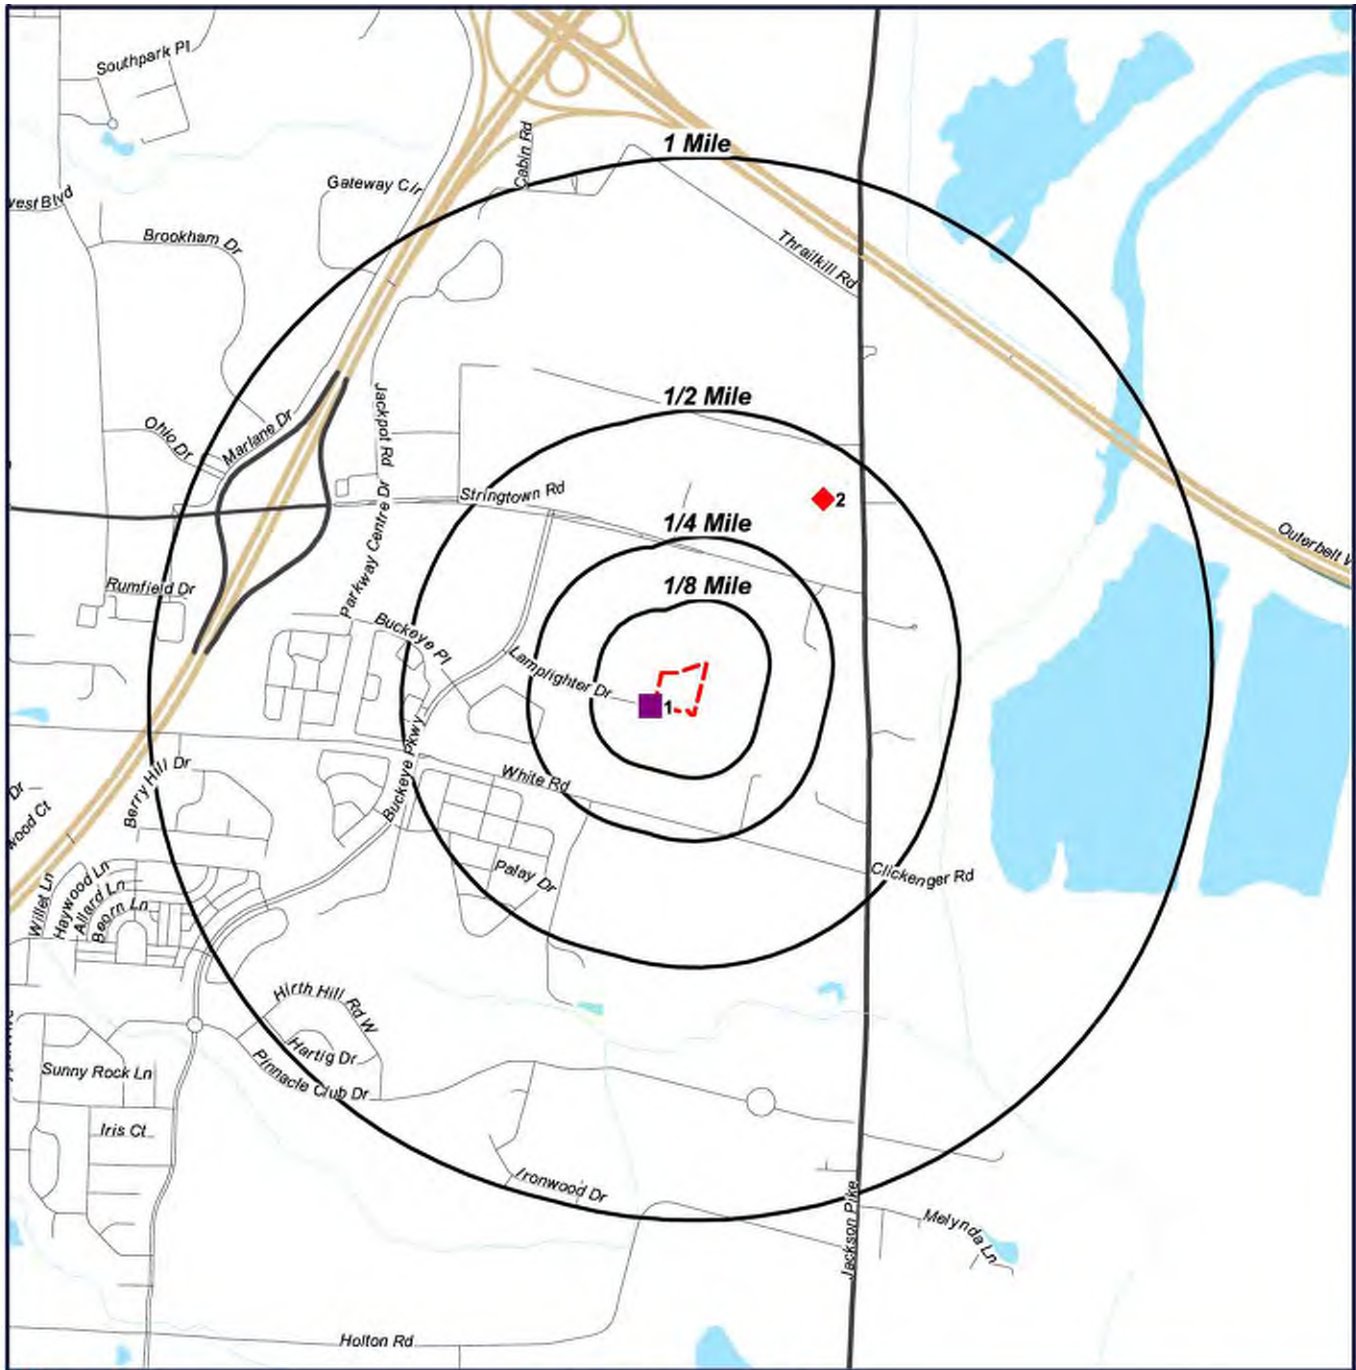 Southpark Pl
1 Mile
Cabin Rd
Gateway Cir
vest Blvd
Brookham Dr
Thrailkill Rd
1/2 Mile
Jackpot Rd
Ohio Dr
Marlane Dr
Stringtown Rd
2
1/4 Mile
Outerbelt
Parkway Centre Dr
Rumfield Dr
1/8 Mile
Buckeye Pl
Lamplighter Dr
1
Buckeye Pkwy
White Rd
Berry Hill Dr
Dr
wood Ct
Clickenger Rd
Palay Dr
Willet Ln
Haywood Ln
Allard Ln
Bearn Ln
Hirth Hill Rd W
Hartig Dr
Pinnacle Club Dr
Sunny Rock Ln
Iris Ct
Ironwood Dr
Jackson Pike
Melynda Ln
Holton Rd